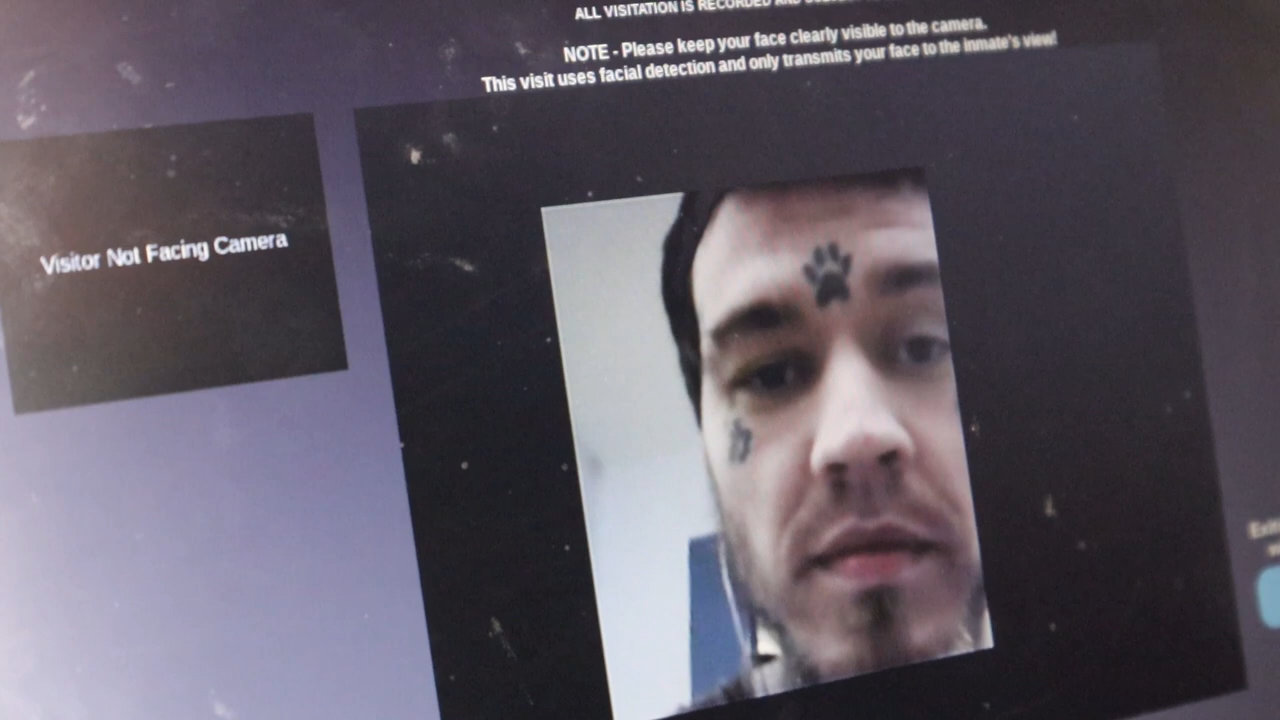 ALL VISITATION IS RECORDED AND
NOTE - Please keep your face clearly visible to the camera.
This visit uses facial detection and only transmits your face to the inmate's view!
Visitor Not Facing Camera